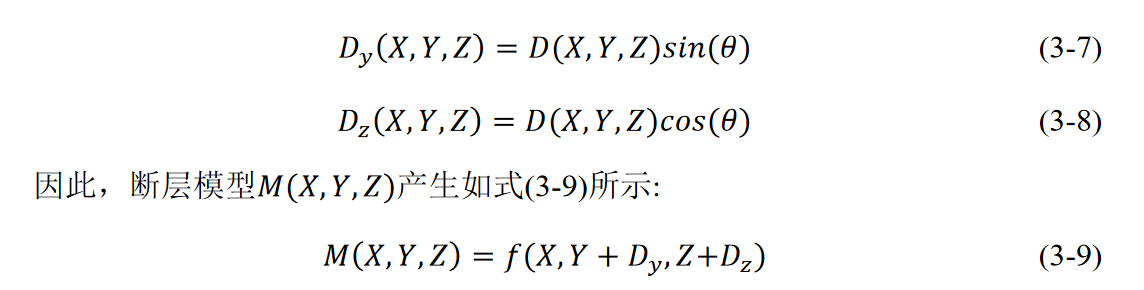 D_y(X,Y,Z) = D(X,Y,Z)sin(θ) (3-7)
D_z(X,Y,Z) = D(X,Y,Z)cos(θ) (3-8)
因此，断层模型M(X,Y,Z)产生如式(3-9)所示:
M(X,Y,Z) = f(X,Y + D_y,Z+D_z) (3-9)